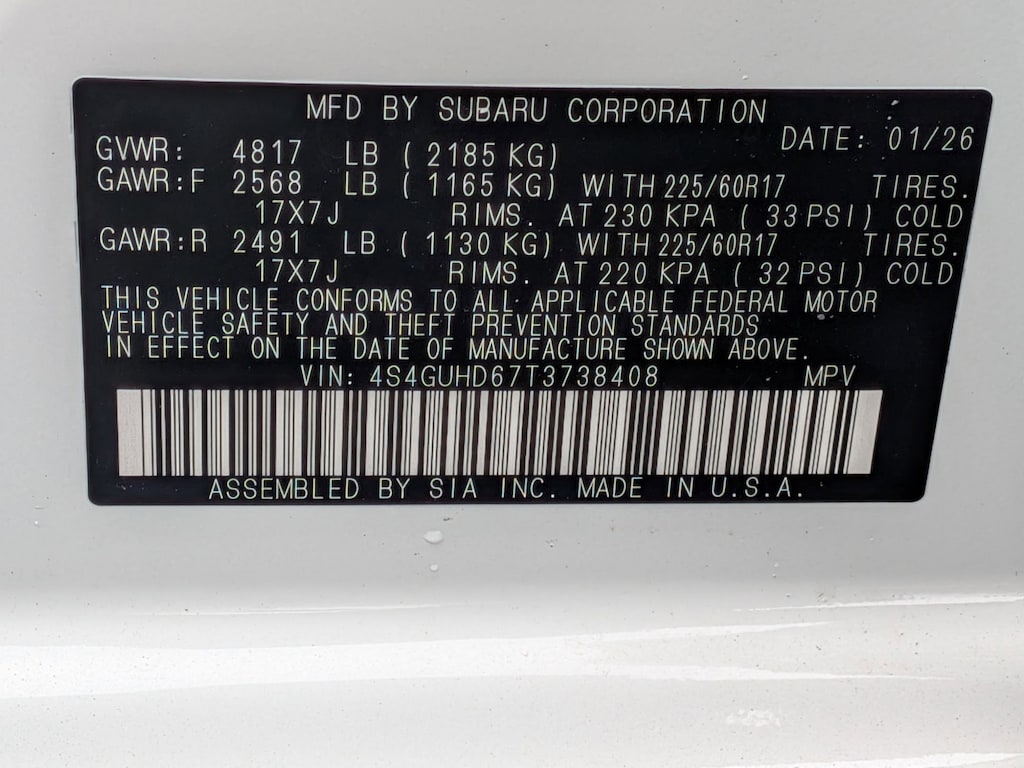 MFD BY SUBARU CORPORATION
DATE: 01/26
GVWR: 4817 LB ( 2185 KG)
GAWR:F 2568 LB ( 1165 KG) WITH 225/60R17 TIRES.
17X7J RIMS. AT 230 KPA ( 33 PSI) COLD
GAWR:R 2491 LB ( 1130 KG) WITH 225/60R17 TIRES.
17X7J RIMS. AT 220 KPA ( 32 PSI) COLD
THIS VEHICLE CONFORMS TO ALL APPLICABLE FEDERAL MOTOR
VEHICLE SAFETY AND THEFT PREVENTION STANDARDS
IN EFFECT ON THE DATE OF MANUFACTURE SHOWN ABOVE.
VIN: 4S4GUHD67T3738408 MPV
ASSEMBLED BY SIA INC. MADE IN U.S.A.